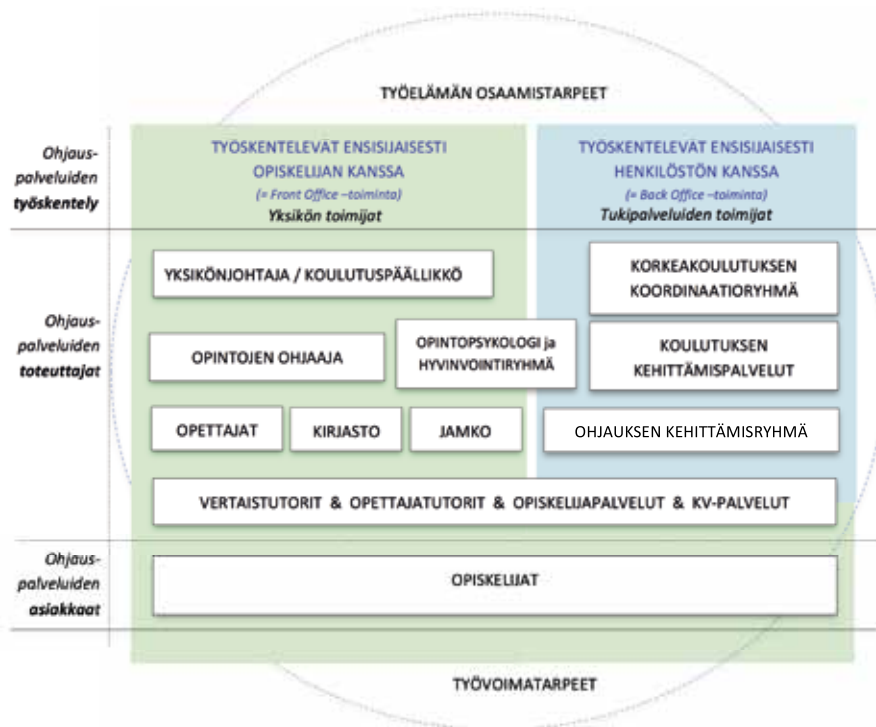 TYÖELÄMÄN OSAAMISTARPEET
Ohjaus-
palveluiden
työskentely
TYÖSKENTELEVÄT ENSISIJAISESTI
OPISKELIJAN KANSSA
(= Front Office –toiminta)
Yksikön toimijat
TYÖSKENTELEVÄT ENSISIJAISESTI
HENKILÖSTÖN KANSSA
(= Back Office –toiminta)
Tukipalveluiden toimijat
Ohjaus-
palveluiden
toteuttajat
YKSIKÖNJOHTAJA / KOULUTUSPÄÄLLIKKÖ
KORKEAKOULUTUKSEN
KOORDINAATIORYHMÄ
OPINTOJEN OHJAAJA
OPINTOPSYKOLOGI ja
HYVINVOINTIRYHMÄ
KOULUTUKSEN
KEHITTÄMISPALVELUT
OPETTAJAT
KIRJASTO
JAMKO
OHJAUKSEN KEHITTÄMISRYHMÄ
VERTAISTUTORIT & OPETTAJATUTORIT & OPISKELIJAPALVELUT & KV-PALVELUT
Ohjaus-
palveluiden
asiakkaat
OPISKELIJAT
TYÖVOIMATARPEET